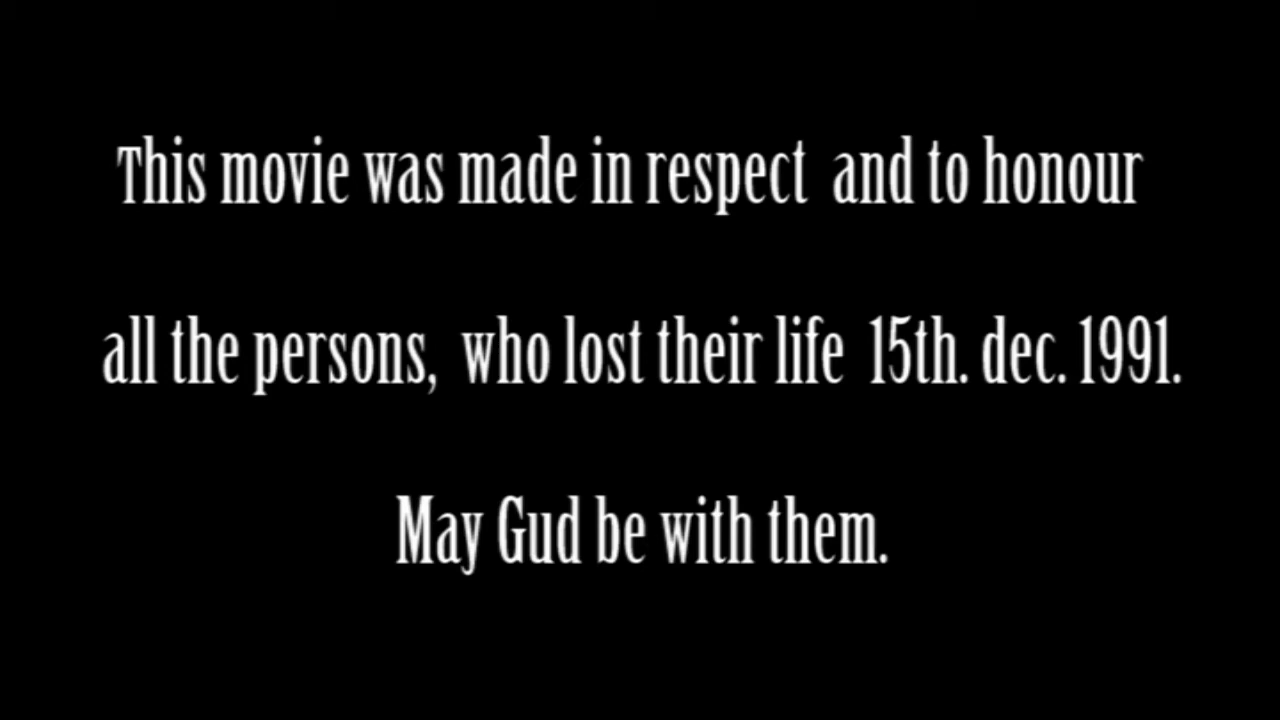 This movie was made in respect and to honour
all the persons, who lost their life 15th. dec. 1991.
May Gud be with them.